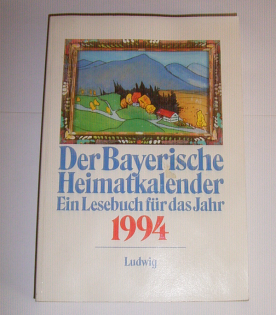 Der Bayerische
Heimatkalender
Ein Lesebuch für das Jahr
1994
Ludwig